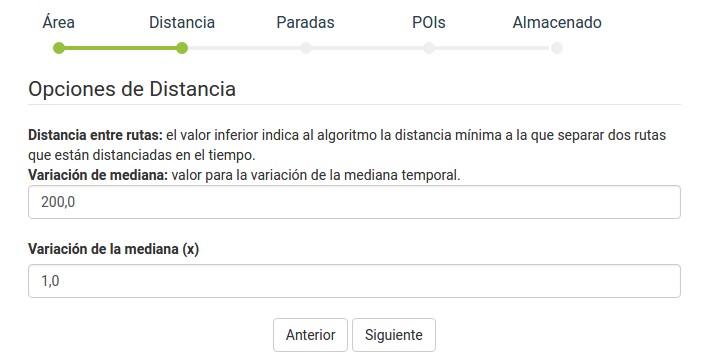 Área Distancia Paradas POIs Almacenado
Opciones de Distancia
Distancia entre rutas: el valor inferior indica al algoritmo la distancia mínima a la que separar dos rutas
que están distanciadas en el tiempo.
Variación de mediana: valor para la variación de la mediana temporal.
200,0
Variación de la mediana (x)
1,0
Anterior Siguiente